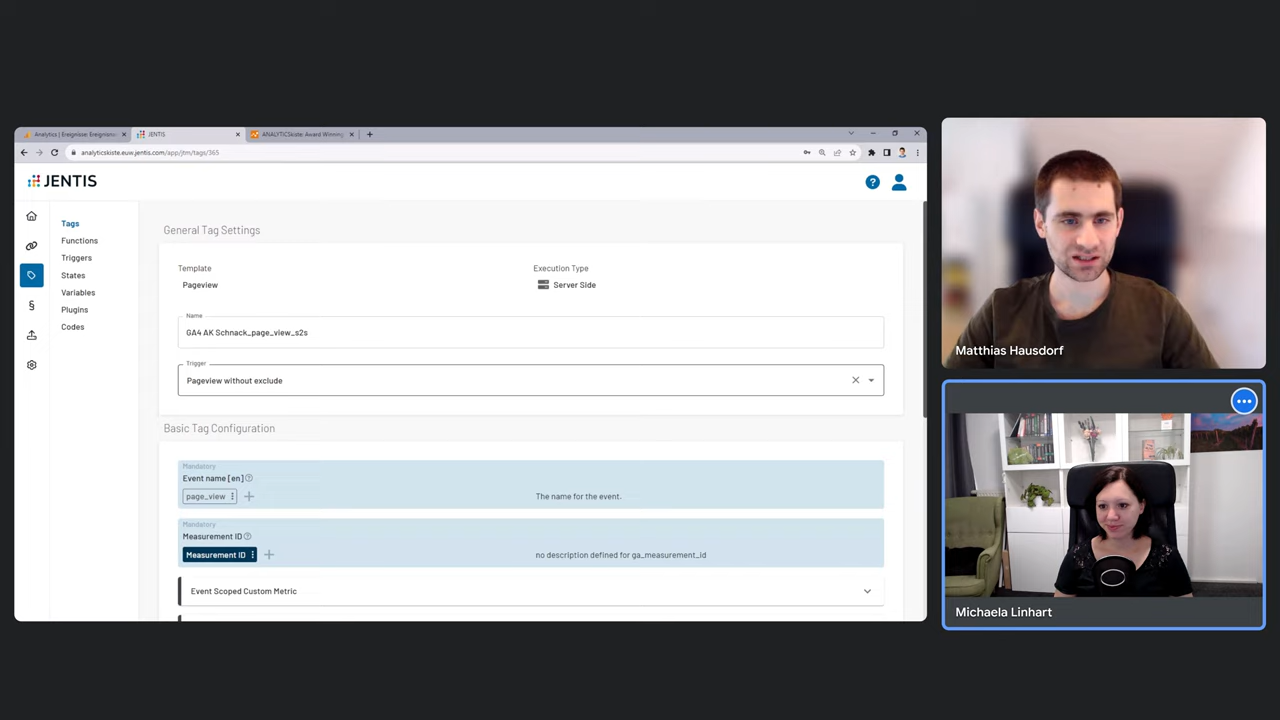 Analytics | Ereignisse: Ereignisna
JENTIS
ANALYTICSkiste: Award Winning
analyticskiste.euw.jentis.com/app/jtm/tags/365
JENTIS
Tags
Functions
Triggers
States
Variables
Plugins
Codes
General Tag Settings
Template
Pageview
Execution Type
Server Side
Name
GA4 AK Schnack_page_view_s2s
Trigger
Pageview without exclude
Basic Tag Configuration
Mandatory
Event name [en]
page_view
The name for the event.
Mandatory
Measurement ID
Measurement ID
no description defined for ga_measurement_id
Event Scoped Custom Metric
Matthias Hausdorf
Michaela Linhart